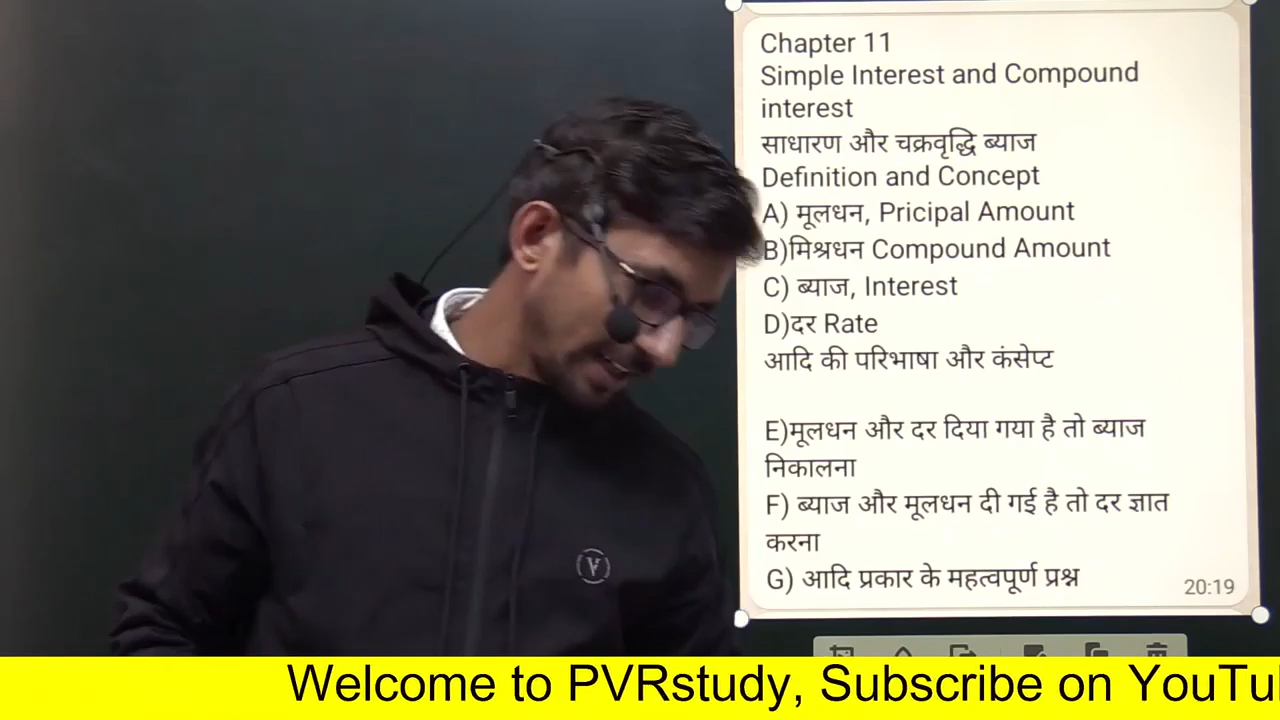 Chapter 11
Simple Interest and Compound
interest
साधारण और चक्रवृद्धि ब्याज
Definition and Concept
A) मूलधन, Pricipal Amount
B)मिश्रधन Compound Amount
C) ब्याज, Interest
D)दर Rate
आदि की परिभाषा और कंसेप्ट
E)मूलधन और दर दिया गया है तो ब्याज
निकालना
F) ब्याज और मूलधन दी गई है तो दर ज्ञात
करना
G) आदि प्रकार के महत्वपूर्ण प्रश्न
20:19
Welcome to PVRstudy, Subscribe on YouTu